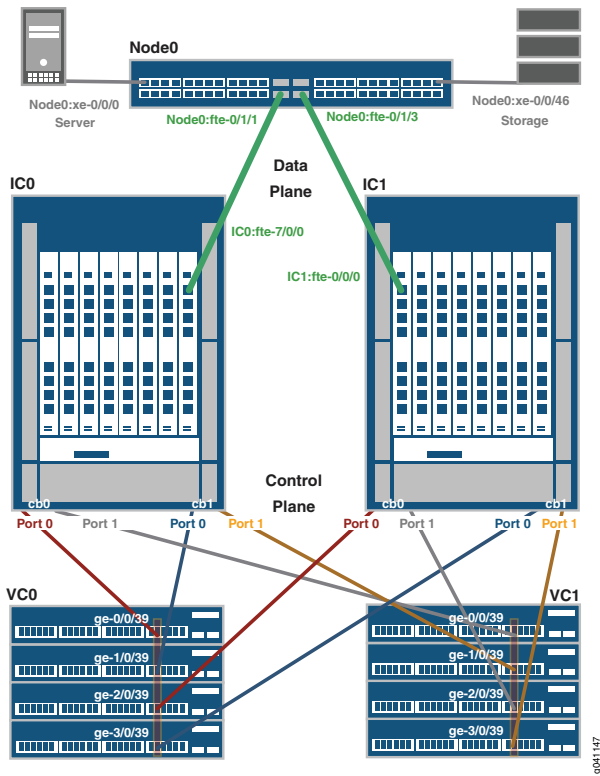 Node0
Node0:xe-0/0/0
Server
Node0:fte-0/1/1
Node0:fte-0/1/3
Node0:xe-0/0/46
Storage
Data
Plane
IC0
IC1
IC0:fte-7/0/0
IC1:fte-0/0/0
Control
Plane
cb0
cb1
cb0
cb1
Port 0
Port 1
Port 0
Port 1
Port 0
Port 1
Port 0
Port 1
VC0
VC1
ge-0/0/39
ge-1/0/39
ge-2/0/39
ge-3/0/39
ge-0/0/39
ge-1/0/39
ge-2/0/39
ge-3/0/39
g041147